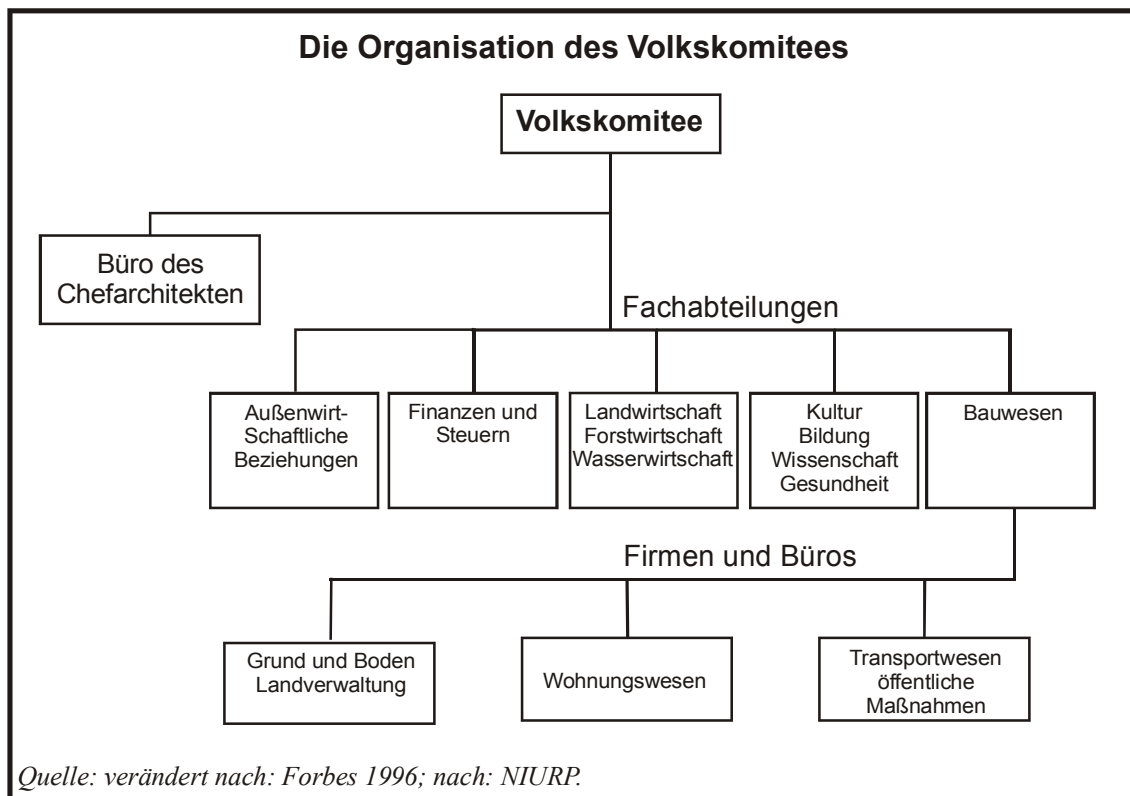 Die Organisation des Volkskomitees
Volkskomitee
Büro des
Chefarchitekten
Fachabteilungen
Außenwirt-
Schaftliche
Beziehungen
Finanzen und
Steuern
Landwirtschaft
Forstwirtschaft
Wasserwirtschaft
Kultur
Bildung
Wissenschaft
Gesundheit
Bauwesen
Firmen und Büros
Grund und Boden
Landverwaltung
Wohnungswesen
Transportwesen
öffentliche
Maßnahmen
Quelle: verändert nach: Forbes 1996; nach: NIURP.